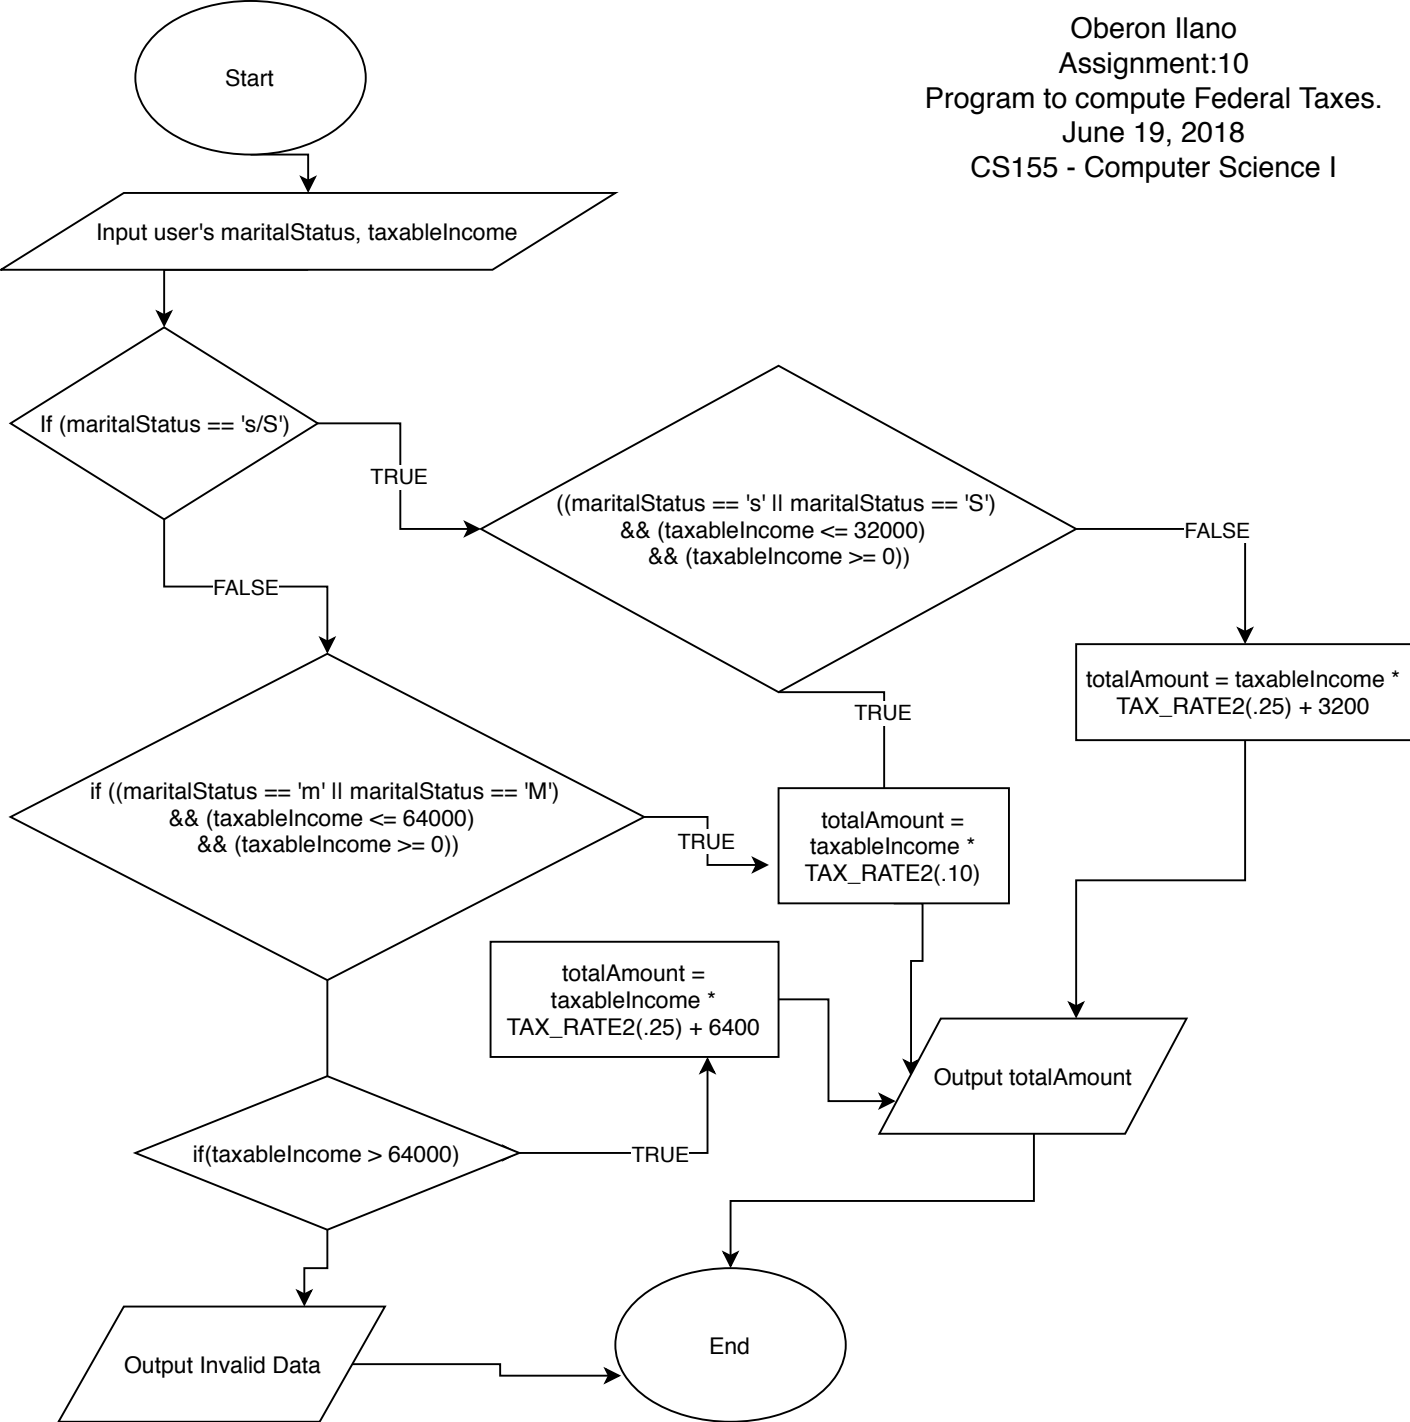 Oberon Ilano
Assignment:10
Program to compute Federal Taxes.
June 19, 2018
CS155 - Computer Science I
Start
Input user's maritalStatus, taxableIncome
If (maritalStatus == 's/S')
TRUE
FALSE
((maritalStatus == 's' || maritalStatus == 'S')
&& (taxableIncome <= 32000)
&& (taxableIncome >= 0))
FALSE
TRUE
totalAmount = taxableIncome *
TAX_RATE2(.25) + 3200
if ((maritalStatus == 'm' || maritalStatus == 'M')
&& (taxableIncome <= 64000)
&& (taxableIncome >= 0))
TRUE
totalAmount =
taxableIncome *
TAX_RATE2(.10)
totalAmount =
taxableIncome *
TAX_RATE2(.25) + 6400
Output totalAmount
if(taxableIncome > 64000)
TRUE
Output Invalid Data
End